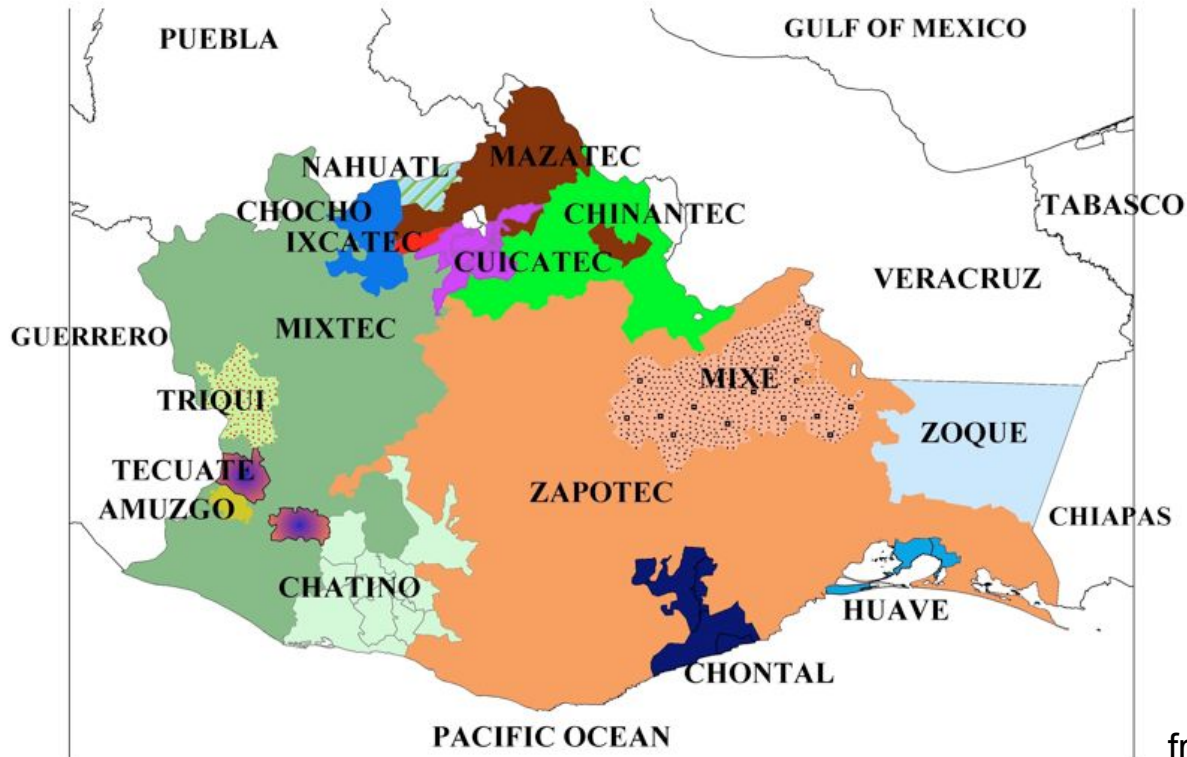 PUEBLA
GULF OF MEXICO
NAHUATL
MAZATEC
CHOCHO
CHINANTEC
TABASCO
IXCATEC
CUICATEC
VERACRUZ
GUERRERO
MIXTEC
TRIQUI
MIXE
ZOQUE
TECUATE
ZAPOTEC
AMUZGO
CHIAPAS
CHATINO
HUAVE
CHONTAL
PACIFIC OCEAN